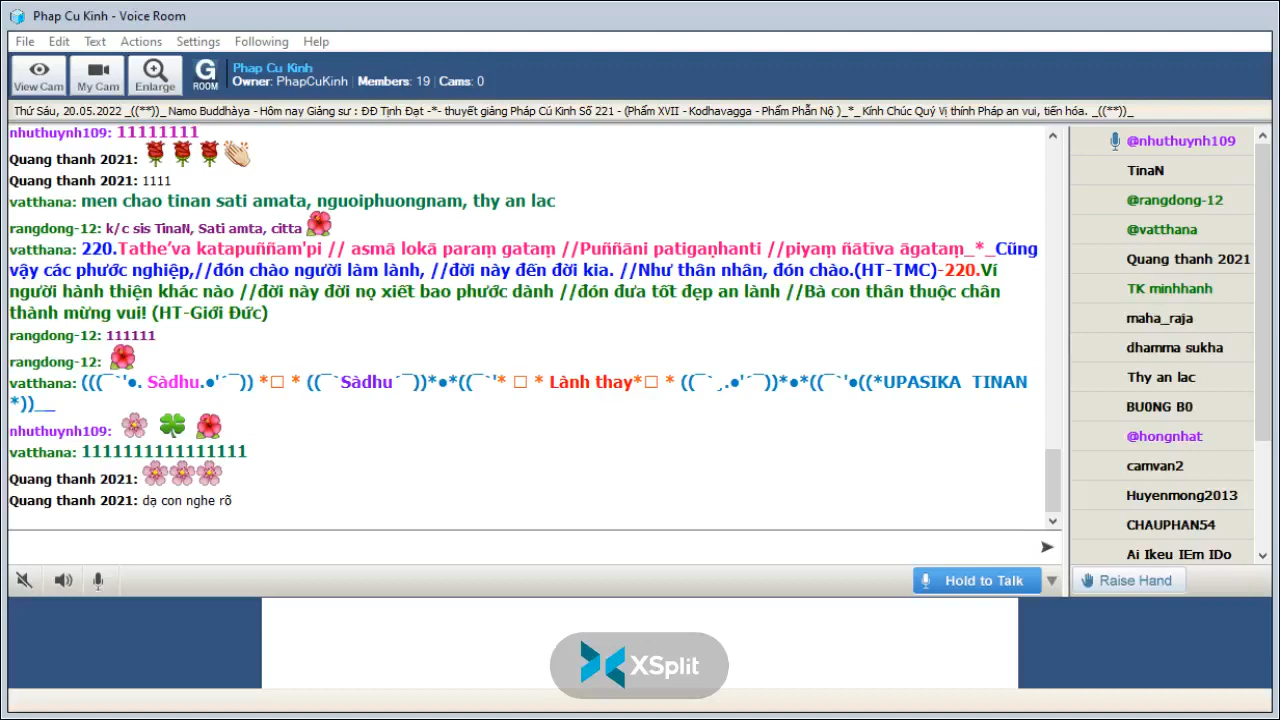 Phap Cu Kinh - Voice Room
File Edit Text Actions Settings Following Help
View Cam My Cam Enlarge G ROOM
Phap Cu Kinh
Owner: PhapCuKinh | Members: 19 | Cams: 0
Thứ Sáu, 20.05.2022 _((**))_ Namo Buddhàya - Hôm nay Giảng sư : ĐĐ Tịnh Đạt -*- thuyết giảng Pháp Cú Kinh Số 221 - (Phẩm XVII - Kodhavagga - Phẩm Phẫn Nộ )_*_ Kính Chúc Quý Vị thính Pháp an vui, tiến hóa. _((**))_
nhuthuynh109: 11111111
Quang thanh 2021:
Quang thanh 2021: 1111
vatthana: men chao tinan sati amata, nguoiphuongnam, thy an lac
rangdong-12: k/c sis TinaN, Sati amta, citta
vatthana: 220.Tathe’va katapuññam'pi // asmā lokā paraṃ gataṃ //Puññāni patigaṇhanti //piyaṃ ñātīva āgataṃ_*_Cũng
vậy các phước nghiệp,//đón chào người làm lành, //đời này đến đời kia. //Như thân nhân, đón chào.(HT-TMC)-220.Ví
người hành thiện khác nào //đời này đời nọ xiết bao phước dành //đón đưa tốt đẹp an lành //Bà con thân thuộc chân
thành mừng vui! (HT-Giới Đức)
rangdong-12: 111111
rangdong-12:
vatthana: (((¯`'●. Sàdhu.●'´¯)) *□ * ((¯`Sàdhu´¯))*●*((¯`'* □ * Lành thay*□ * ((¯`¸.●'´¯))*●*((¯`'●((*UPASIKA TINAN
*))__
nhuthuynh109:
vatthana: 1111111111111111
Quang thanh 2021:
Quang thanh 2021: dạ con nghe rõ
@nhuthuynh109
TinaN
@rangdong-12
@vatthana
Quang thanh 2021
TK minhhanh
maha_raja
dhamma sukha
Thy an lac
BU0NG B0
@hongnhat
camvan2
Huyenmong2013
CHAUPHAN54
Ai Ikeu IEm IDo
Hold to Talk
Raise Hand
XSplit